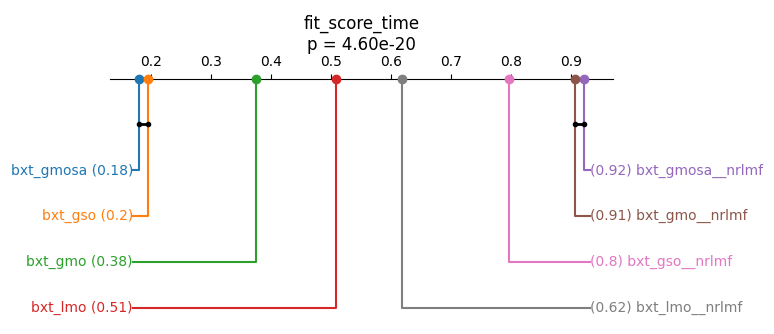 fit_score_time
p = 4.60e-20
0.2 0.3 0.4 0.5 0.6 0.7 0.8 0.9
bxt_gmosa (0.18) (0.92) bxt_gmosa__nrlmf
bxt_gso (0.2) (0.91) bxt_gmo__nrlmf
bxt_gmo (0.38) (0.8) bxt_gso__nrlmf
bxt_lmo (0.51) (0.62) bxt_lmo__nrlmf